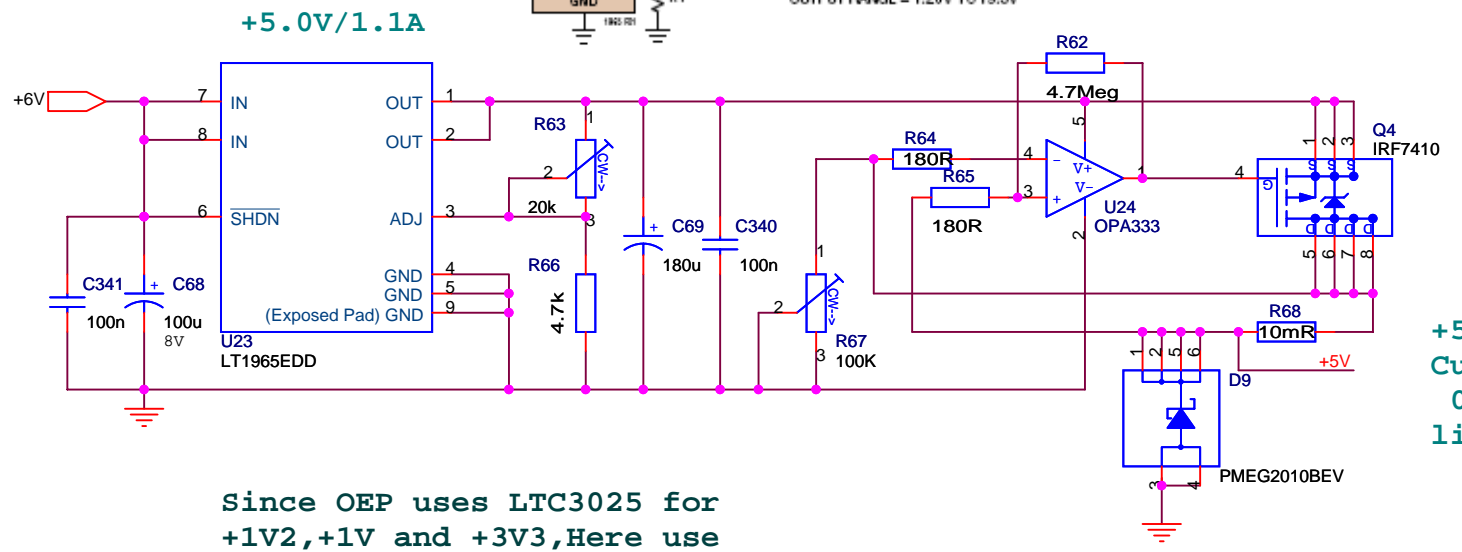 +5.0V/1.1A
GND
1965 F01
+6V
7
IN
8
IN
6
SHDN
OUT
1
OUT
2
ADJ
3
GND
4
GND
5
(Exposed Pad) GND
9
U23
LT1965EDD
C341
100n
C68
100u
8V
R63
1
2
3
CW-->
20k
R66
4.7k
C69
180u
C340
100n
1
2
3
CW-->
R67
100K
R62
4.7Meg
R64
180R
R65
180R
4
3
5
2
1
V+
V-
U24
OPA333
Q4
IRF7410
1
2
3
4
S
S
S
G
D
D
D
D
5
6
7
8
R68
10mR
+5V
1
2
5
6
D9
3
4
PMEG2010BEV
Since OEP uses LTC3025 for
+1V2,+1V and +3V3,Here use